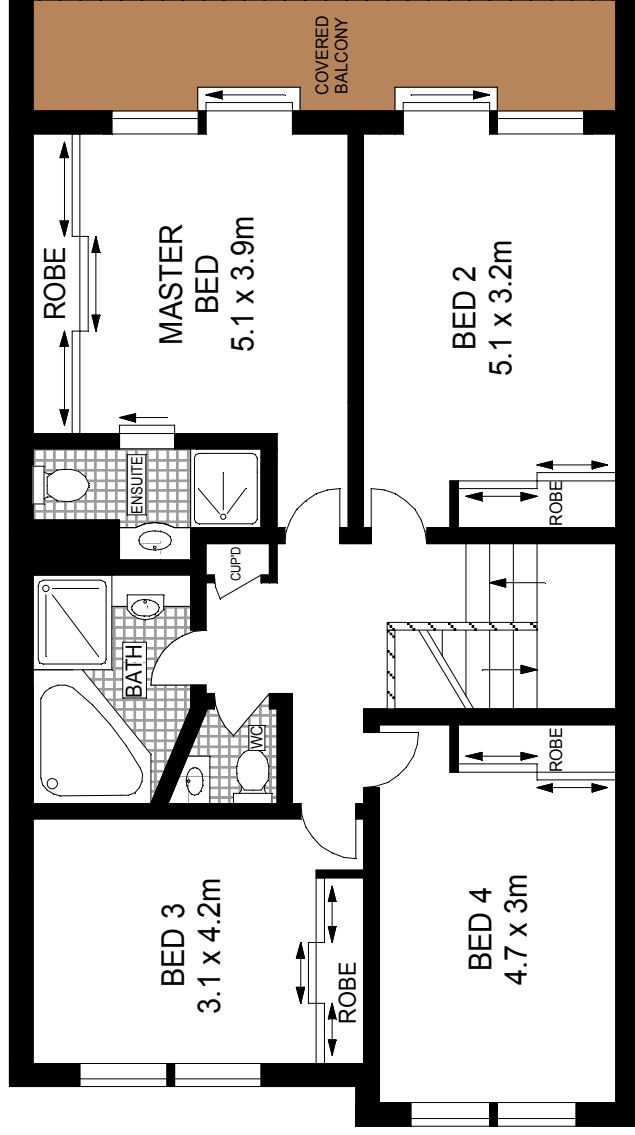 COVERED
BALCONY
ROBE
MASTER
BED
5.1 x 3.9m
BED 2
5.1 x 3.2m
ENSUITE
ROBE
CUP'D
BATH
WC
ROBE
BED 3
3.1 x 4.2m
ROBE
BED 4
4.7 x 3m